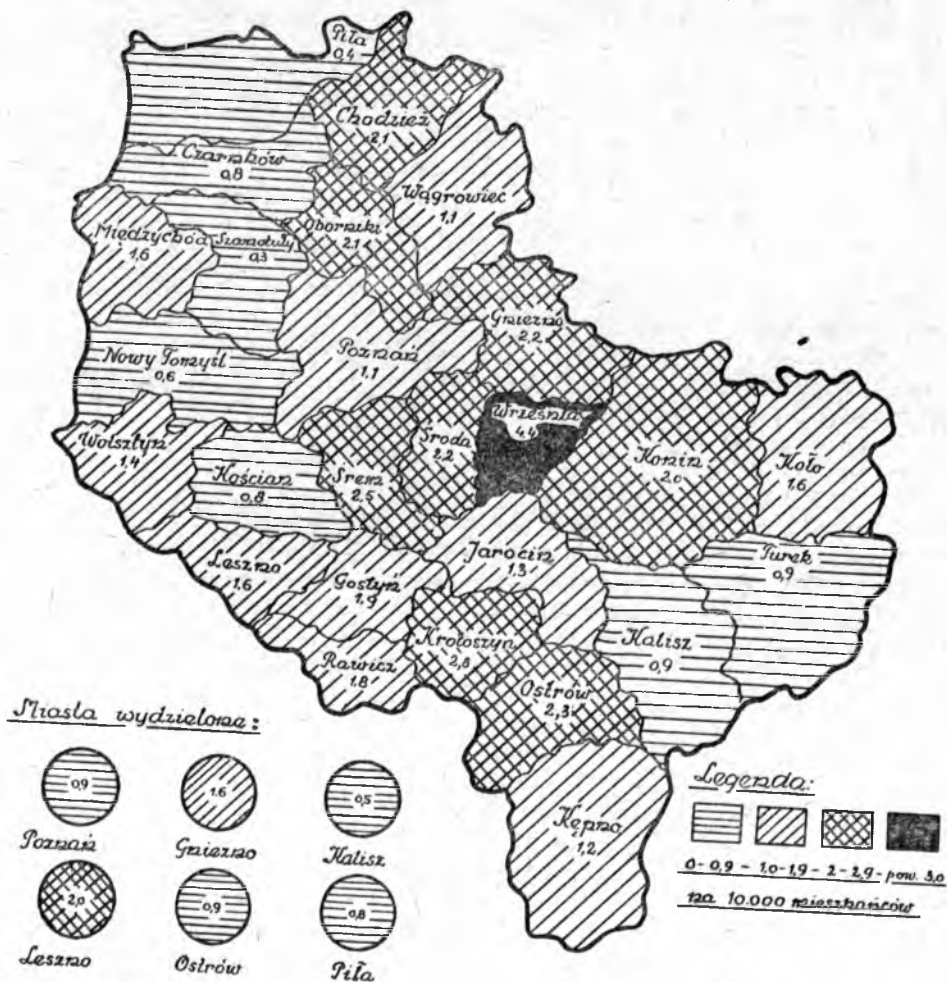 Piła
0,4
Chodzież
2,1
Czarnków
0,8
Wągrowiec
1,1
Międzychód
1.6
Szamotuły
0,3
Oborniki
2.1
Gniezno
2,2
Poznań
1,1
Nowy Tomyśl
0,6
Września
4,4
Wolsztyn
1.4
Kościan
0,8
Śrem
2,5
Środa
2,2
Konin
2,0
Koło
1.6
Turek
0,9
Leszno
1.6
Gostyń
1,9
Jarocin
1,3
Krotoszyn
2,8
Kalisz
0,9
Rawicz
1.8
Ostrów
2,3
Kępno
1,2
Miasta wydzielone:
0,9
1.6
0,5
Poznań
Gniezno
Kalisz
2,0
0,9
0,8
Leszno
Ostrów
Piła
Legenda:
0-0,9 - 1,0-1,9 - 2-2,9 - pow. 3,0
na 10.000 mieszkańców